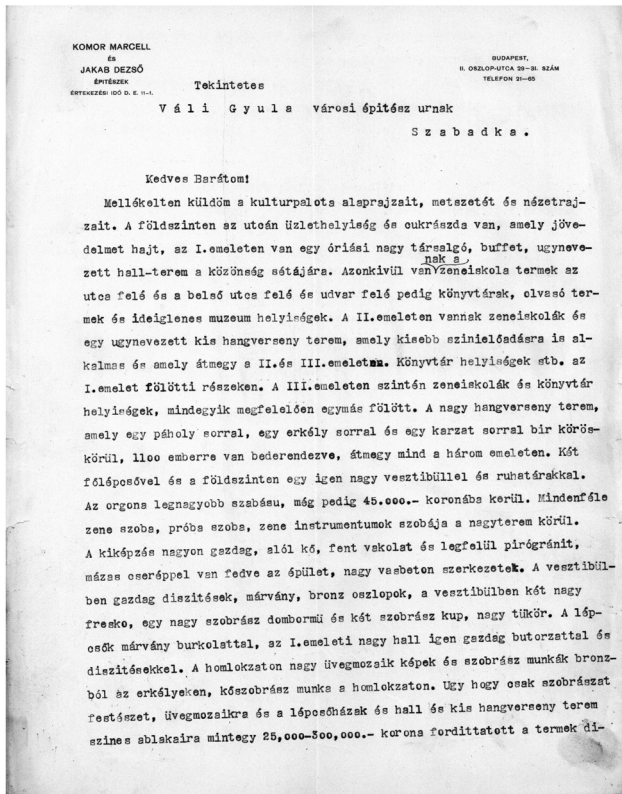 KOMOR MARCELL
ÉS
JAKAB DEZSŐ
ÉPITÉSZEK
ÉRTEKEZÉSI IDŐ D. E. 11-1.
BUDAPEST,
II. OSZLOP-UTCA 29—31. SZÁM
TELEFON 21—65
Tekintetes
Váli Gyula városi épitész urnak
Szabadka.
Kedves Barátom!
Mellékelten küldöm a kulturpalota alaprajzait, metszetét és nézetraj-
zait. A földszinten az utcán üzlethelyiség és cukrászda van, amely jöve-
delmet hajt, az I.emeleten van egy óriási nagy társalgó, buffet, ugyneve-
nak a
zett hall-terem a közönség sétájára. Azonkivül van zeneiskola termek az
utca felé és a belső utca felé és udvar felé pedig könyvtárak, olvasó ter-
mek és ideiglenes muzeum helyiségek. A II.emeleten vannak zeneiskolák és
egy ugynevezett kis hangverseny terem, amely kisebb szinielőadásra is al-
kalmas és amely átmegy a II.és III.emeleten. Könyvtár helyiségek stb. az
I.emelet fölötti részeken. A III.emeleten szintén zeneiskolák és könyvtár
helyiségek, mindegyik megfelelően egymás fölött. A nagy hangverseny terem,
amely egy páholy sorral, egy erkély sorral és egy karzat sorral bir körös-
körül, 1100 emberre van bederendezve, átmegy mind a három emeleten. Két
főlépcsővel és a földszinten egy igen nagy vesztibüllel és ruhatárakkal.
Az orgona legnagyobb szabásu, még pedig 45.000.- koronába kerül. Mindenféle
zene szoba, próba szoba, zene instrumentumok szobája a nagyterem körül.
A kiképzés nagyon gazdag, alól kő, fent vakolat és legfelül pirógránit,
mázas cseréppel van fedve az épület, nagy vasbeton szerkezetek. A vesztibül-
ben gazdag diszitések, márvány, bronz oszlopok, a vesztibülben két nagy
fresko, egy nagy szobrász dombormü és két szobrász kup, nagy tükör. A lép-
csők márvány burkolattal, az I.emeleti nagy hall igen gazdag butorzattal és
diszitésekkel. A homlokzaton nagy üvegmozaik képek és szobrász munkák bronz-
ból az erkélyeken, kőszobrász munka a homlokzaton. Ugy hogy csak szobrászat
festészet, üvegmozaikra és a lépcsőházak és hall és kis hangverseny terem
szines ablakaira mintegy 25,000-300,000.- korona fordittatott a termek di-